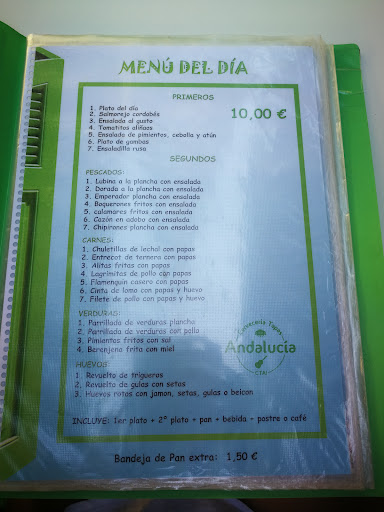 MENÚ DEL DÍA
PRIMEROS
10,00 €
1. Plato del día
2. Salmorejo cordobés
3. Ensalada al gusto
4. Tomatitos aliñaos
5. Ensalada de pimientos, cebolla y atún
6. Plato de gambas
7. Ensaladilla rusa
SEGUNDOS
PESCADOS:
1. Lubina a la plancha con ensalada
2. Dorada a la plancha con ensalada
3. Emperador plancha con ensalada
4. Boquerones fritos con ensalada
5. calamares fritos con ensalada
6. Cazón en adobo con ensalada
7. Chipirones plancha con ensalada
CARNES:
1. Chuletillas de lechal con papas
2. Entrecot de ternera con papas
3. Alitas fritas con papas
4. Lagrimitas de pollo con papas
5. Flamenquin casero con papas
6. Cinta de lomo con papas y huevo
7. Filete de pollo con papas y huevo
VERDURAS:
1. Parrillada de verduras plancha
2. Parrillada de verduras con pollo
3. Pimientos fritos con sal
4. Berenjena frita con miel
Cervecería Tapas
Andalucía
HUEVOS:
1. Revuelto de trigueros
2. Revuelto de gulas con setas
3. Huevos rotos con jamon, setas, gulas o beicon
INCLUYE: 1er plato + 2º plato + pan + bebida + postre o café
Bandeja de Pan extra: 1,50 €